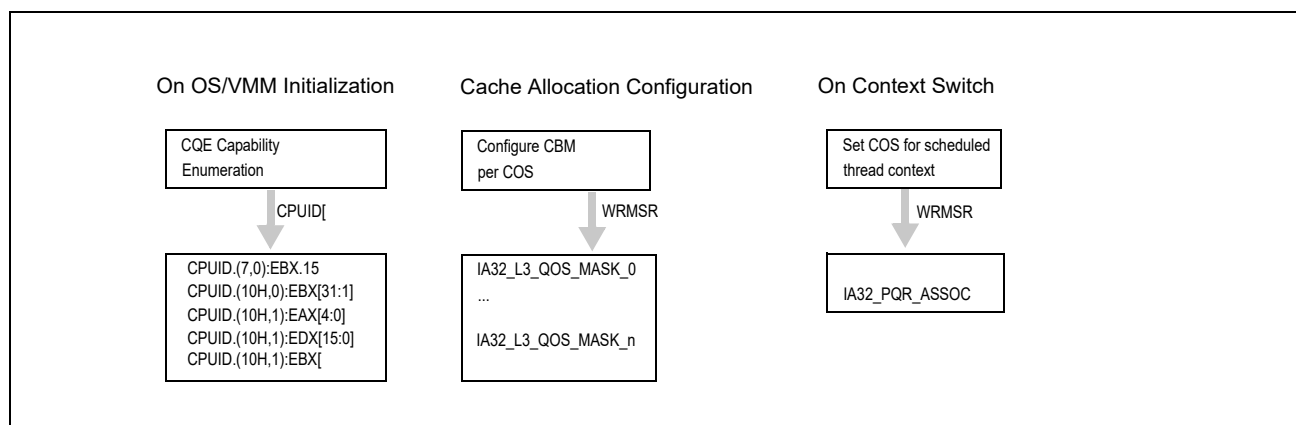 On OS/VMM Initialization
CQE Capability
Enumeration
CPUID[
CPUID.(7,0):EBX.15
CPUID.(10H,0):EBX[31:1]
CPUID.(10H,1):EAX[4:0]
CPUID.(10H,1):EDX[15:0]
CPUID.(10H,1):EBX[
Cache Allocation Configuration
Configure CBM
per COS
WRMSR
IA32_L3_QOS_MASK_0
...
IA32_L3_QOS_MASK_n
On Context Switch
Set COS for scheduled
thread context
WRMSR
IA32_PQR_ASSOC